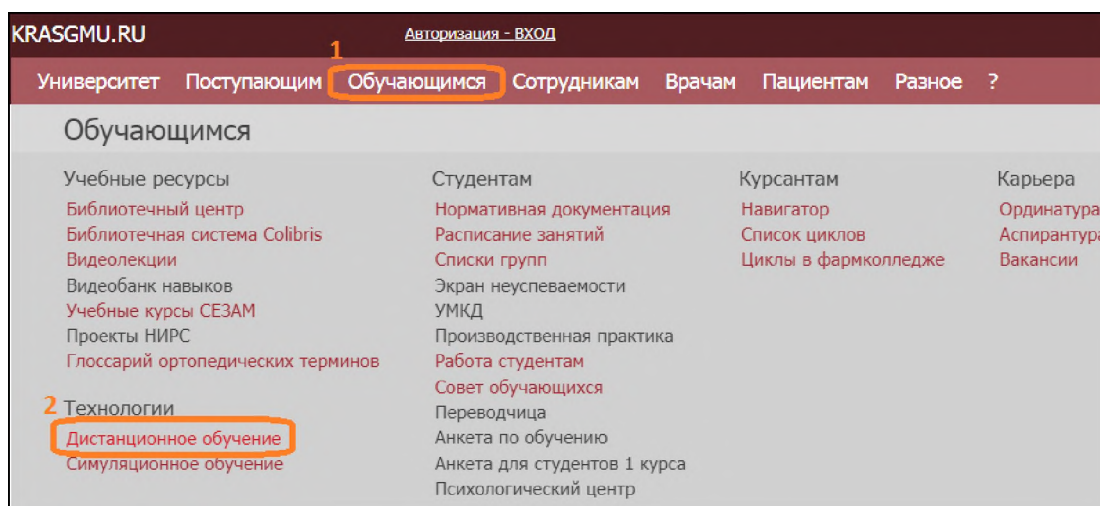 KRASGMU.RU
Авторизация - ВХОД
1
Университет Поступающим Обучающимся Сотрудникам Врачам Пациентам Разное ?
Обучающимся
Учебные ресурсы
Библиотечный центр
Библиотечная система Colibris
Видеолекции
Видеобанк навыков
Учебные курсы СЕЗАМ
Проекты НИРС
Глоссарий ортопедических терминов
2 Технологии
Дистанционное обучение
Симуляционное обучение
Студентам
Нормативная документация
Расписание занятий
Списки групп
Экран неуспеваемости
УМКД
Производственная практика
Работа студентам
Совет обучающихся
Переводчица
Анкета по обучению
Анкета для студентов 1 курса
Психологический центр
Курсантам
Навигатор
Список циклов
Циклы в фармколледже
Карьера
Ординатура
Аспирантура
Вакансии